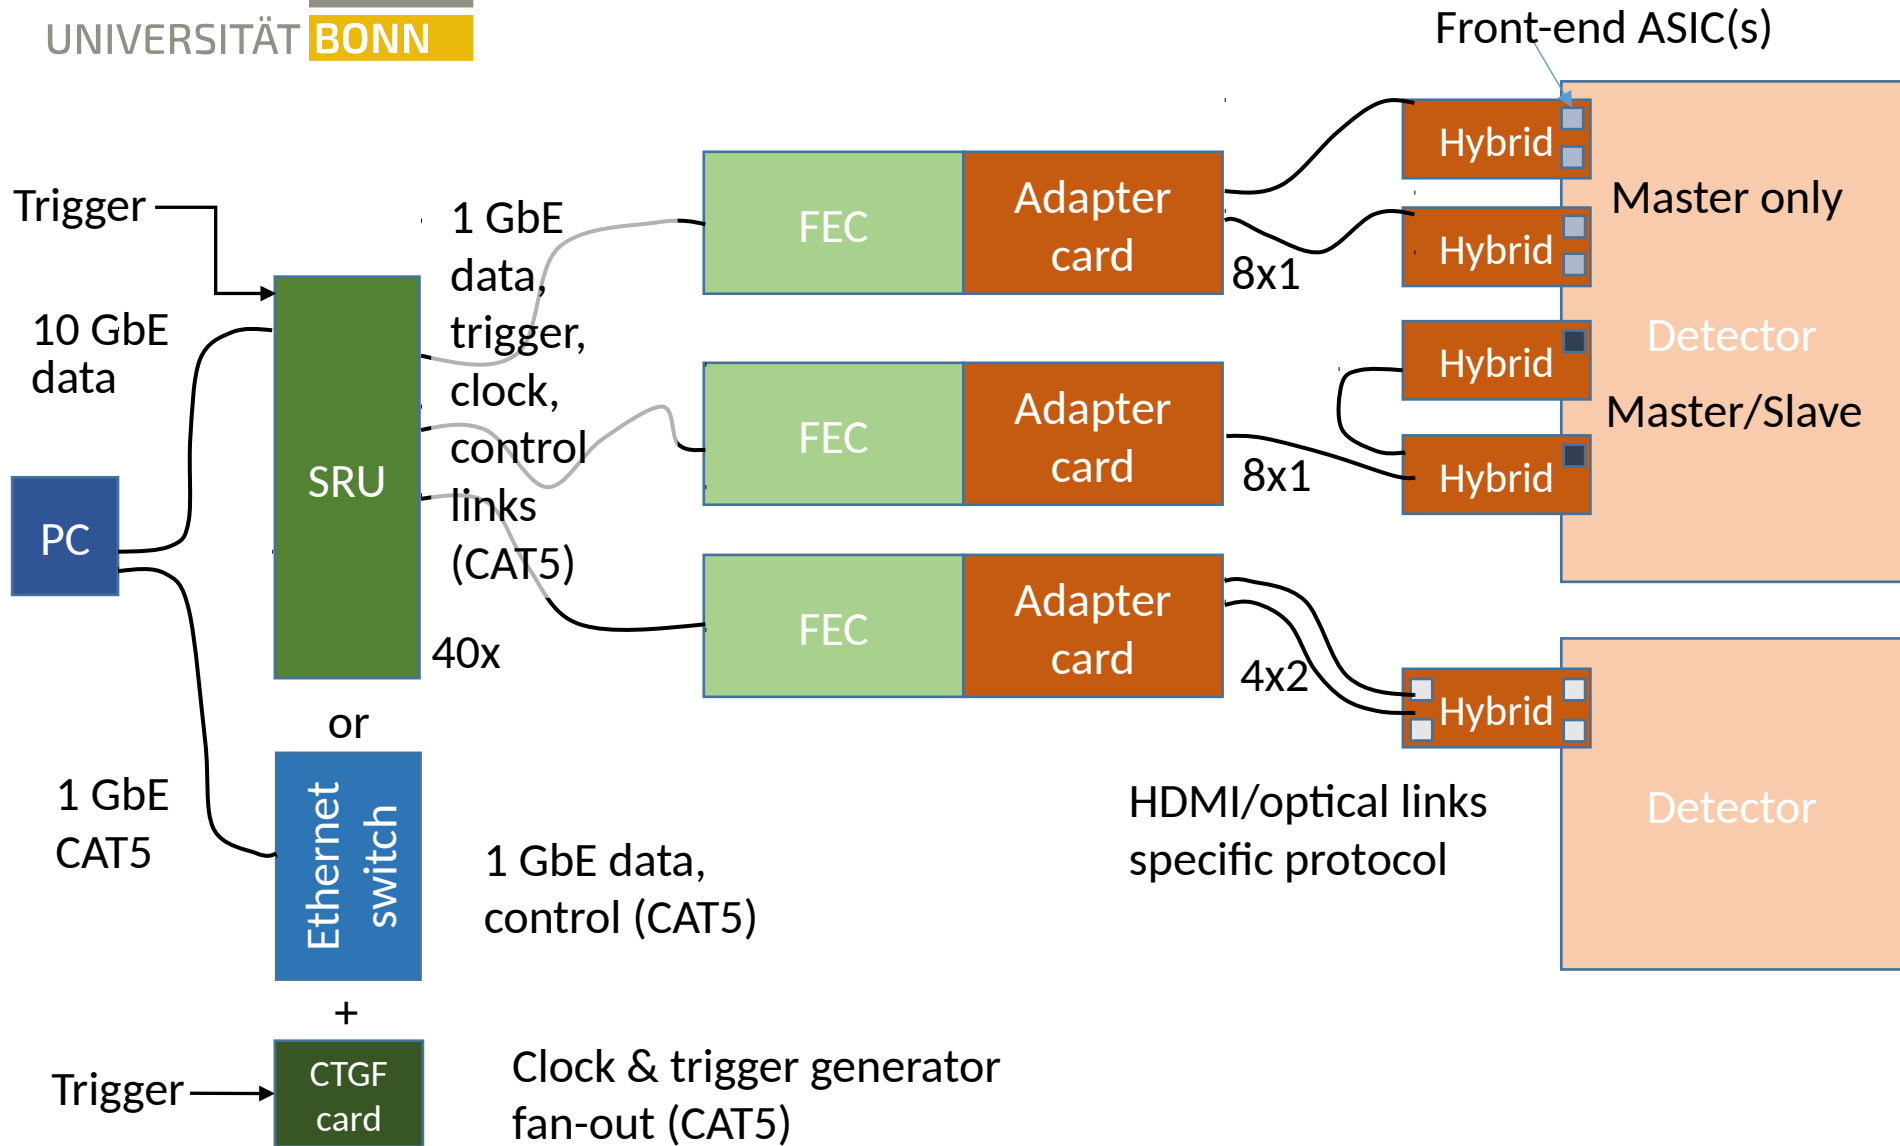 UNIVERSITÄT BONN
Front-end ASIC(s)
Trigger
10 GbE
data
PC
SRU
40x
or
1 GbE
CAT5
Ethernet
switch
+
Trigger
CTGF
card
1 GbE
data,
trigger,
clock,
control
links
(CAT5)
1 GbE data,
control (CAT5)
Clock & trigger generator
fan-out (CAT5)
FEC
Adapter
card
8x1
FEC
Adapter
card
8x1
FEC
Adapter
card
4x2
HDMI/optical links
specific protocol
Hybrid
Hybrid
Hybrid
Hybrid
Hybrid
Master only
Detector
Master/Slave
Detector